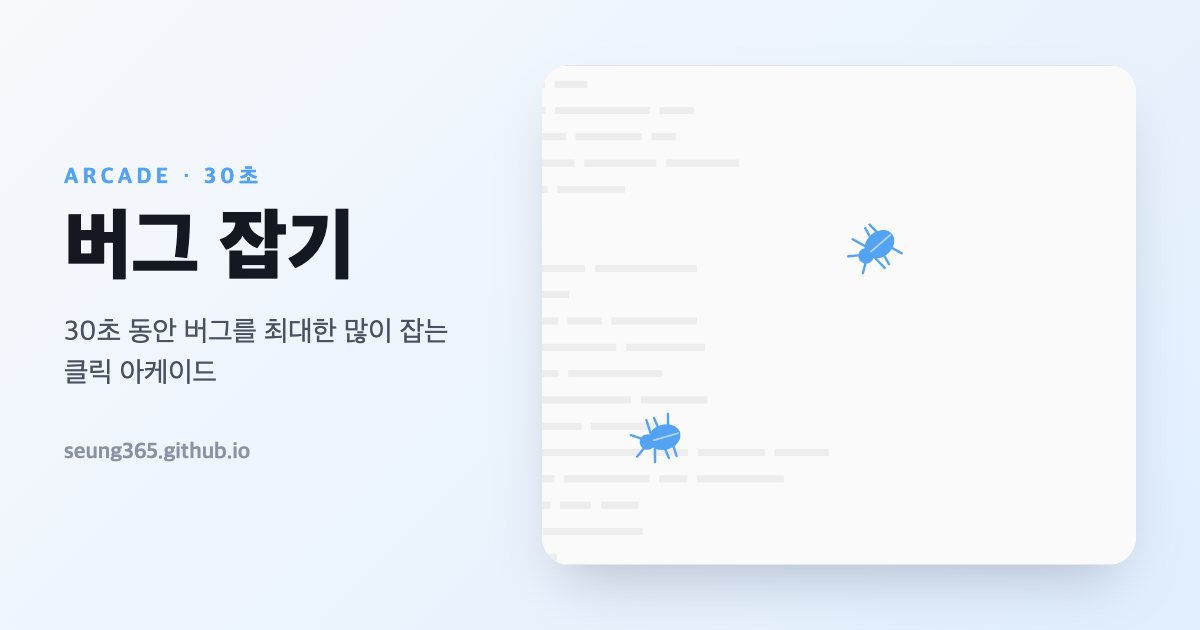 ARCADE · 30초
버그 잡기
30초 동안 버그를 최대한 많이 잡는
클릭 아케이드
seung365.github.io